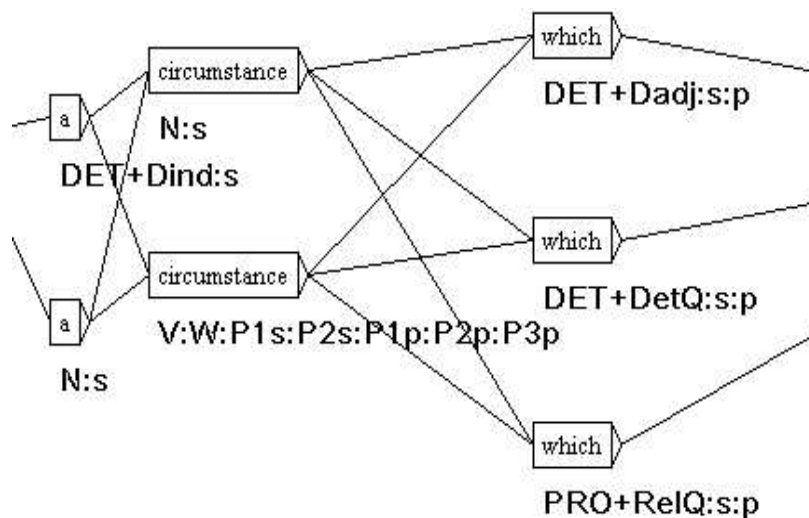 which
DET+Dadj:s:p
circumstance
N:s
a
DET+Dind:s
which
DET+DetQ:s:p
circumstance
V:W:P1s:P2s:P1p:P2p:P3p
a
N:s
which
PRO+RelQ:s:p